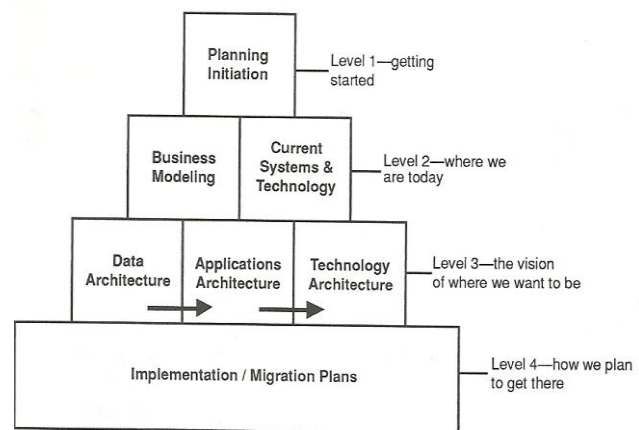 Planning
Initiation
Level 1—getting
started
Business
Modeling
Current
Systems &
Technology
Level 2—where we
are today
Data
Architecture
Applications
Architecture
Technology
Architecture
Level 3—the vision
of where we want to be
Implementation / Migration Plans
Level 4—how we plan
to get there